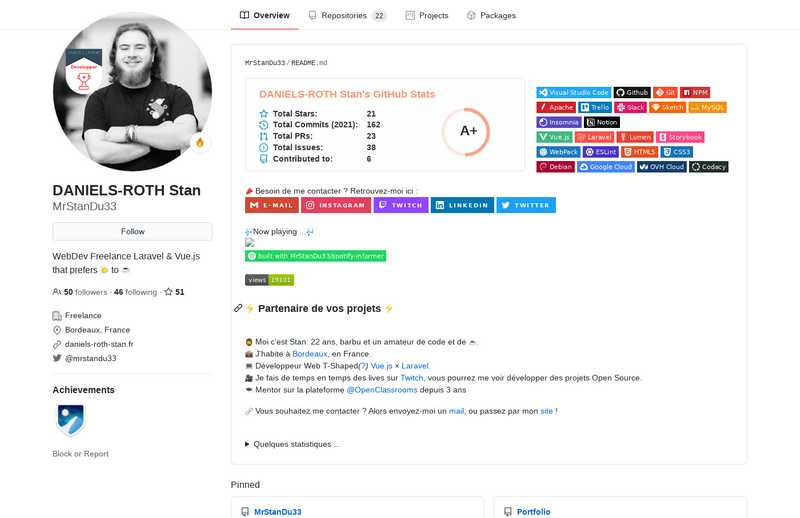 Overview
Repositories 22
Projects
Packages
Developper
DANIELS-ROTH Stan
MrStanDu33
Follow
WebDev Freelance Laravel & Vue.js
that prefers 🌤 to ☕
50 followers · 46 following · 51
Freelance
Bordeaux, France
daniels-roth-stan.fr
@mrstandu33
Achievements
Block or Report
MrStanDu33 / README.md
DANIELS-ROTH Stan's GitHub Stats
Total Stars: 21
Total Commits (2021): 162
Total PRs: 23
Total Issues: 38
Contributed to: 6
A+
Visual Studio Code Github Git NPM
Apache Trello Slack Sketch MySQL
Insomnia Notion
Vue.js Laravel Lumen Storybook
WebPack ESLint HTML5 CSS3
Debian Google Cloud OVH Cloud Codacy
Besoin de me contacter ? Retrouvez-moi ici :
E-MAIL INSTAGRAM TWITCH LINKEDIN TWITTER
Now playing ...
built with MrStanDu33/spotify-informer
views 19101
⚡ Partenaire de vos projets ⚡
Moi c'est Stan. 22 ans, barbu et un amateur de code et de ☕.
J'habite à Bordeaux, en France.
Développeur Web T-Shaped(?) Vue.js × Laravel.
Je fais de temps en temps des lives sur Twitch, vous pourrez me voir développer des projets Open Source.
Mentor sur la plateforme @OpenClassrooms depuis 3 ans
Vous souhaitez me contacter ? Alors envoyez-moi un mail, ou passez par mon site !
Quelques statistiques ...
Pinned
MrStanDu33
Portfolio